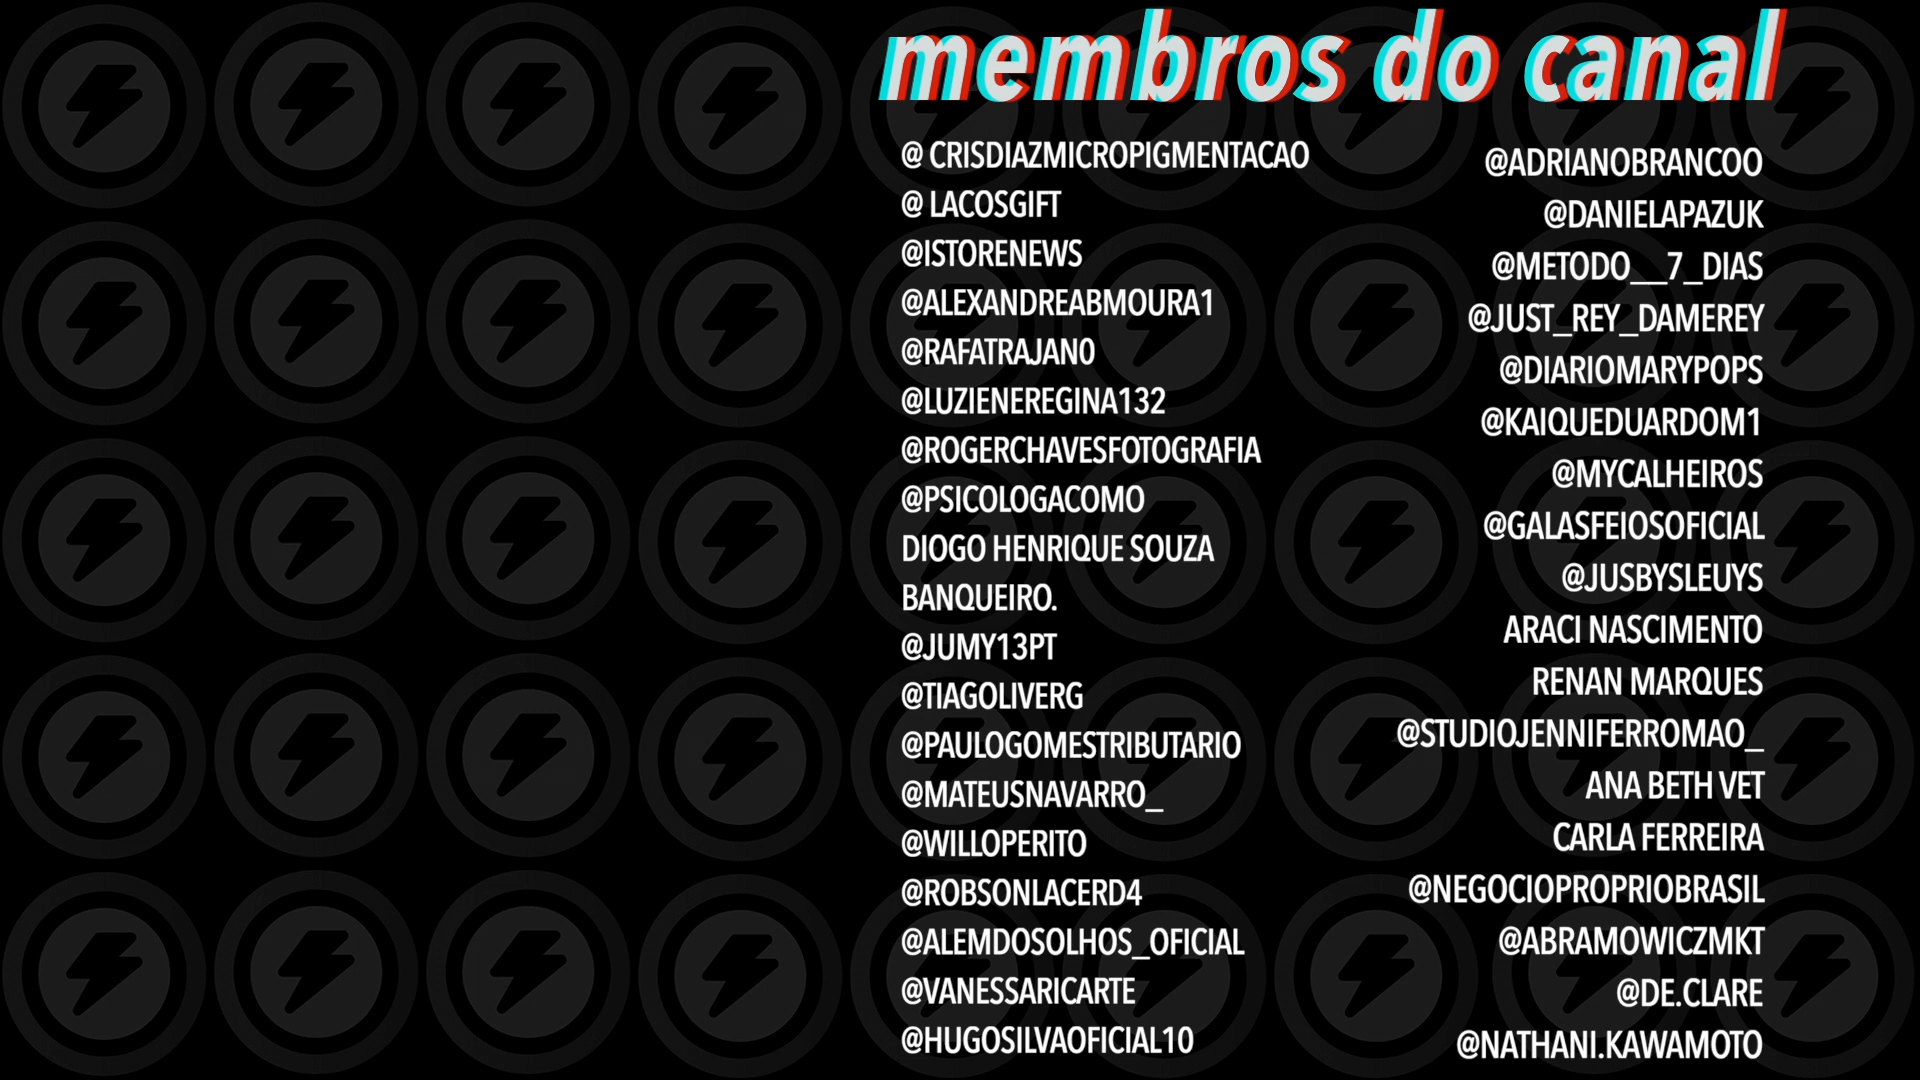 membros do canal
@ CRISDIAZMICROPIGMENTACAO
@ LACOSGIFT
@ISTORENEWS
@ALEXANDREABMOURA1
@RAFATRAJAN0
@LUZIENEREGINA132
@ROGERCHAVESFOTOGRAFIA
@PSICOLOGACOMO
DIOGO HENRIQUE SOUZA
BANQUEIRO.
@JUMY13PT
@TIAGOLIVERG
@PAULOGOMESTRIBUTARIO
@MATEUSNAVARRO_
@WILLOPERITO
@ROBSONLACERD4
@ALEMDOSOLHOS_OFICIAL
@VANESSARICARTE
@HUGOSILVAOFICIAL10
@ADRIANOBRANCOO
@DANIELAPAZUK
@METODO__7_DIAS
@JUST_REY_DAMEREY
@DIARIOMARYPOPS
@KAIQUEDUARDOM1
@MYCALHEIROS
@GALASFEIOSOFICIAL
@JUSBYSLEUYS
ARACI NASCIMENTO
RENAN MARQUES
@STUDIOJENNIFERROMAO_
ANA BETH VET
CARLA FERREIRA
@NEGOCIOPROPRIOBRASIL
@ABRAMOWICZMKT
@DE.CLARE
@NATHANI.KAWAMOTO